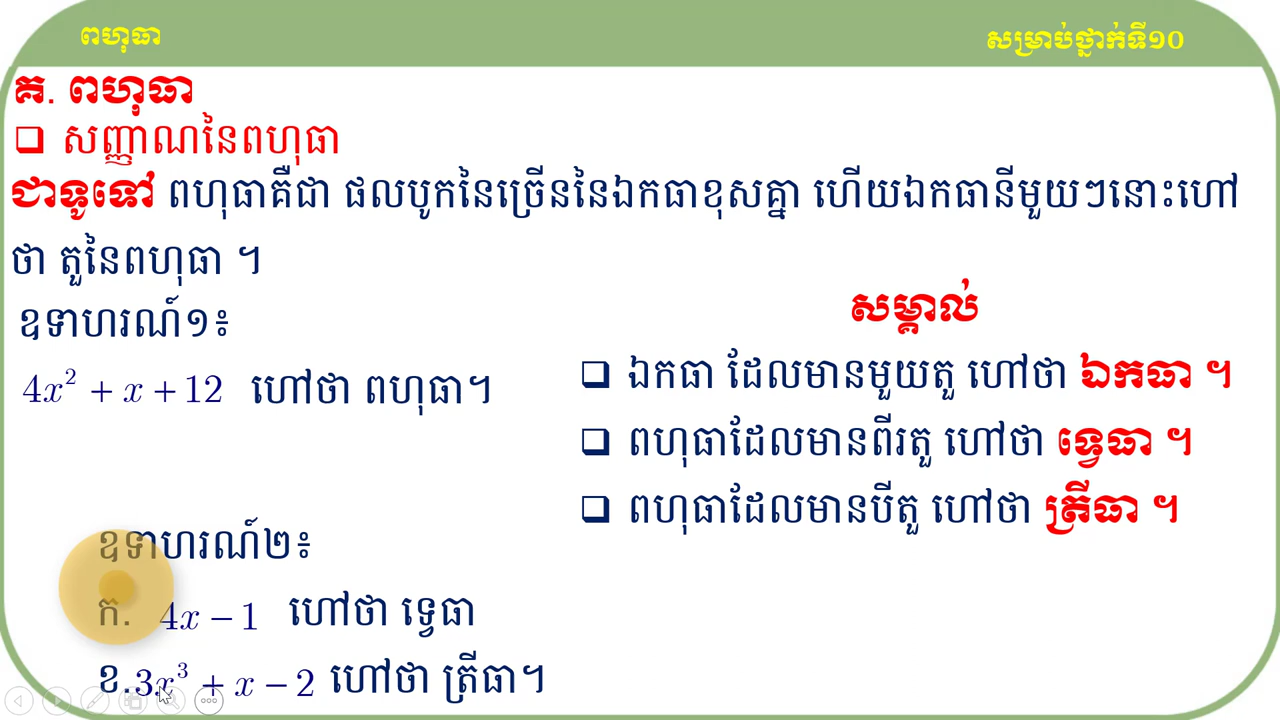 ពហុធា
សម្រាប់ថ្នាក់ទី១០
គ. ពហុធា
❑ សញ្ញាណនៃពហុធា
ជាទូទៅ ពហុធាគឺជា ផលបូកនៃច្រើននៃឯកធាខុសគ្នា ហើយឯកធានីមួយៗនោះហៅ
ថា តួនៃពហុធា ។
ឧទាហរណ៍១៖
4x² + x + 12 ហៅថា ពហុធា។
សម្គាល់
❑ ឯកធា ដែលមានមួយតួ ហៅថា ឯកធា ។
❑ ពហុធាដែលមានពីរតួ ហៅថា ទ្វេធា ។
❑ ពហុធាដែលមានបីតួ ហៅថា ត្រីធា ។
ឧទាហរណ៍២៖
ក. 4x − 1 ហៅថា ទ្វេធា
ខ. 3x³ + x − 2 ហៅថា ត្រីធា។